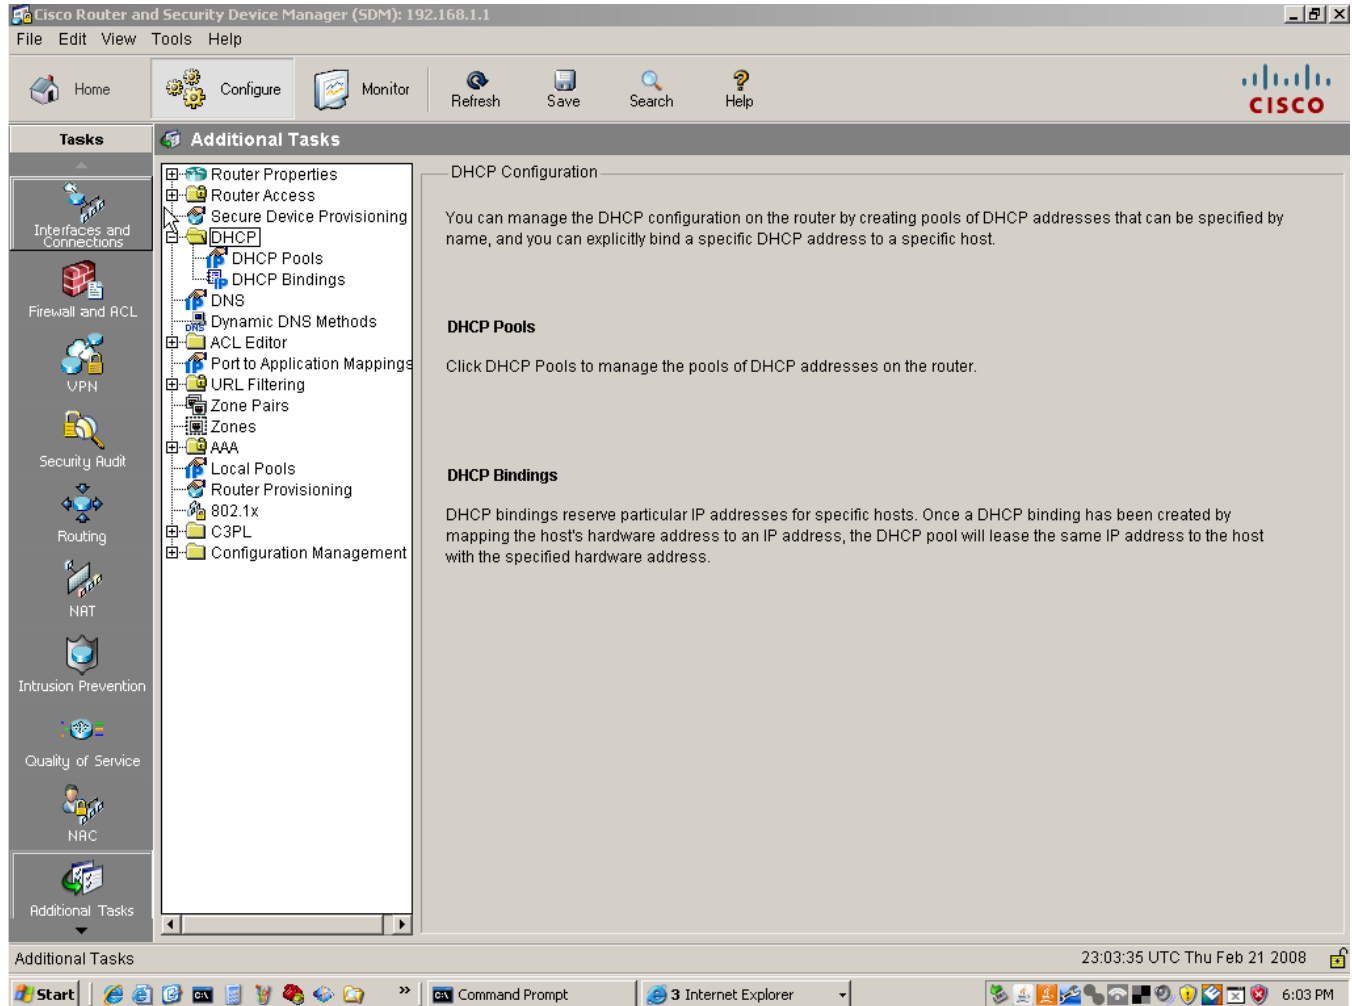 Cisco Router and Security Device Manager (SDM): 192.168.1.1
File Edit View Tools Help
Home Configure Monitor Refresh Save Search Help
CISCO
Tasks
Additional Tasks
Interfaces and
Connections
Firewall and ACL
VPN
Security Audit
Routing
NAT
Intrusion Prevention
Quality of Service
NAC
Additional Tasks
Router Properties
Router Access
Secure Device Provisioning
DHCP
DHCP Pools
DHCP Bindings
DNS
Dynamic DNS Methods
ACL Editor
Port to Application Mappings
URL Filtering
Zone Pairs
Zones
AAA
Local Pools
Router Provisioning
802.1x
C3PL
Configuration Management
DHCP Configuration
You can manage the DHCP configuration on the router by creating pools of DHCP addresses that can be specified by
name, and you can explicitly bind a specific DHCP address to a specific host.
DHCP Pools
Click DHCP Pools to manage the pools of DHCP addresses on the router.
DHCP Bindings
DHCP bindings reserve particular IP addresses for specific hosts. Once a DHCP binding has been created by
mapping the host's hardware address to an IP address, the DHCP pool will lease the same IP address to the host
with the specified hardware address.
Additional Tasks
23:03:35 UTC Thu Feb 21 2008
Start
»
Command Prompt
3 Internet Explorer
6:03 PM